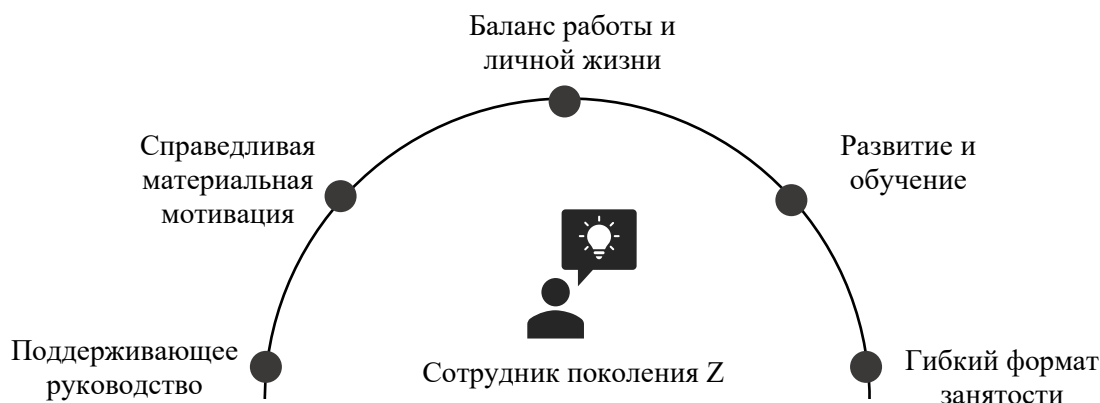 Баланс работы и
личной жизни
Справедливая
материальная
мотивация
Развитие и
обучение
Поддерживающее
руководство
Сотрудник поколения Z
Гибкий формат
занятости